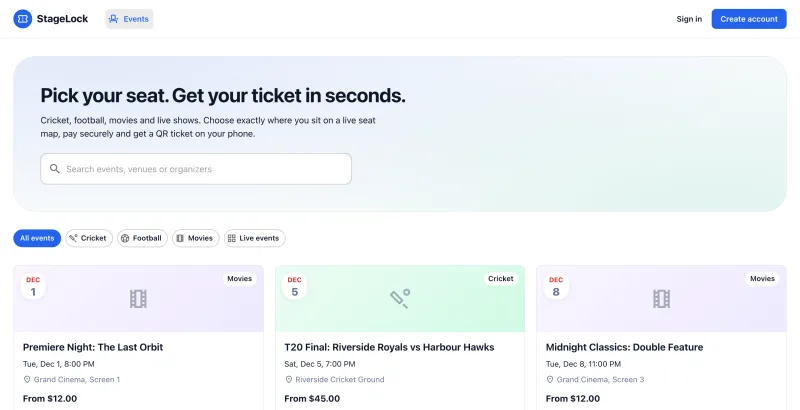 StageLock
Events
Sign in
Create account
Pick your seat. Get your ticket in seconds.
Cricket, football, movies and live shows. Choose exactly where you sit on a live seat
map, pay securely and get a QR ticket on your phone.
Search events, venues or organizers
All events
Cricket
Football
Movies
Live events
DEC
1
Movies
Premiere Night: The Last Orbit
Tue, Dec 1, 8:00 PM
Grand Cinema, Screen 1
From $12.00
DEC
5
Cricket
T20 Final: Riverside Royals vs Harbour Hawks
Sat, Dec 5, 7:00 PM
Riverside Cricket Ground
From $45.00
DEC
8
Movies
Midnight Classics: Double Feature
Tue, Dec 8, 11:00 PM
Grand Cinema, Screen 3
From $12.00